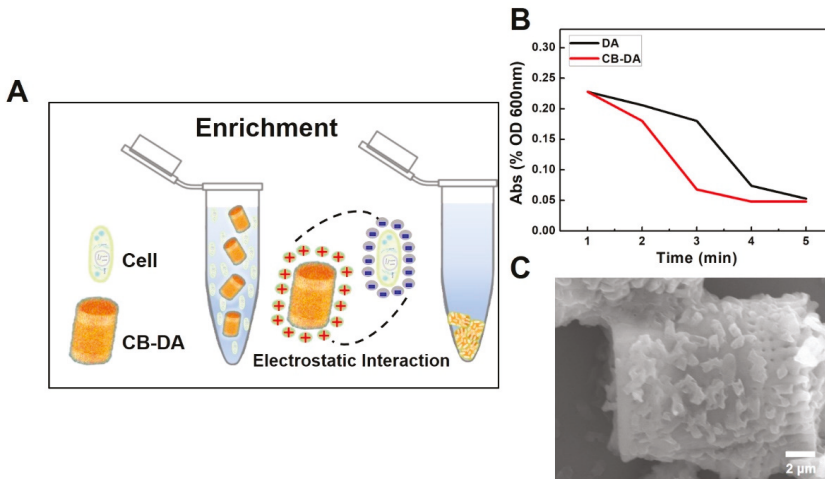 A
Enrichment
Cell
CB-DA
Electrostatic Interaction
B
DA
CB-DA
0.30
0.25
0.20
0.15
0.10
0.05
0.00
Abs (% OD 600nm)
1 2 3 4 5
Time (min)
C
2 µm